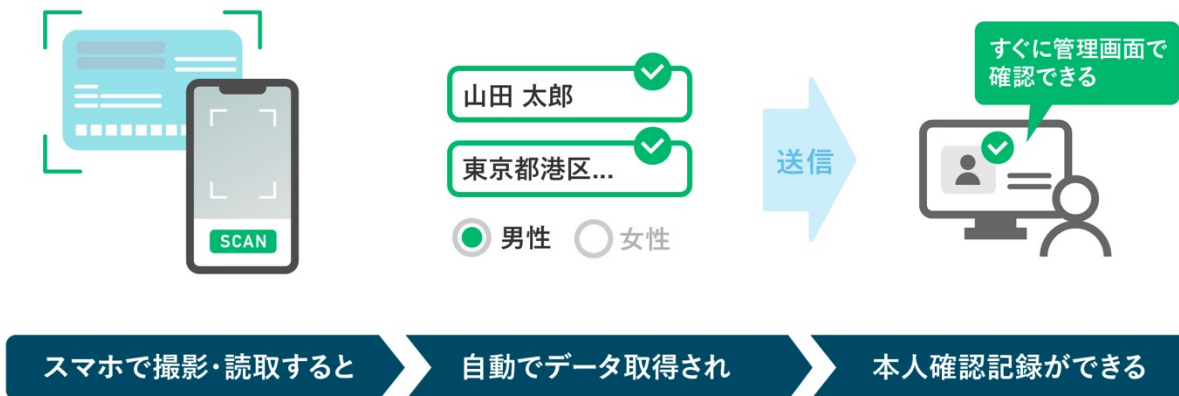 すぐに管理画面で
確認できる
山田 太郎
東京都港区...
男性 女性
送信
SCAN
スマホで撮影・読取すると
自動でデータ取得され
本人確認記録ができる